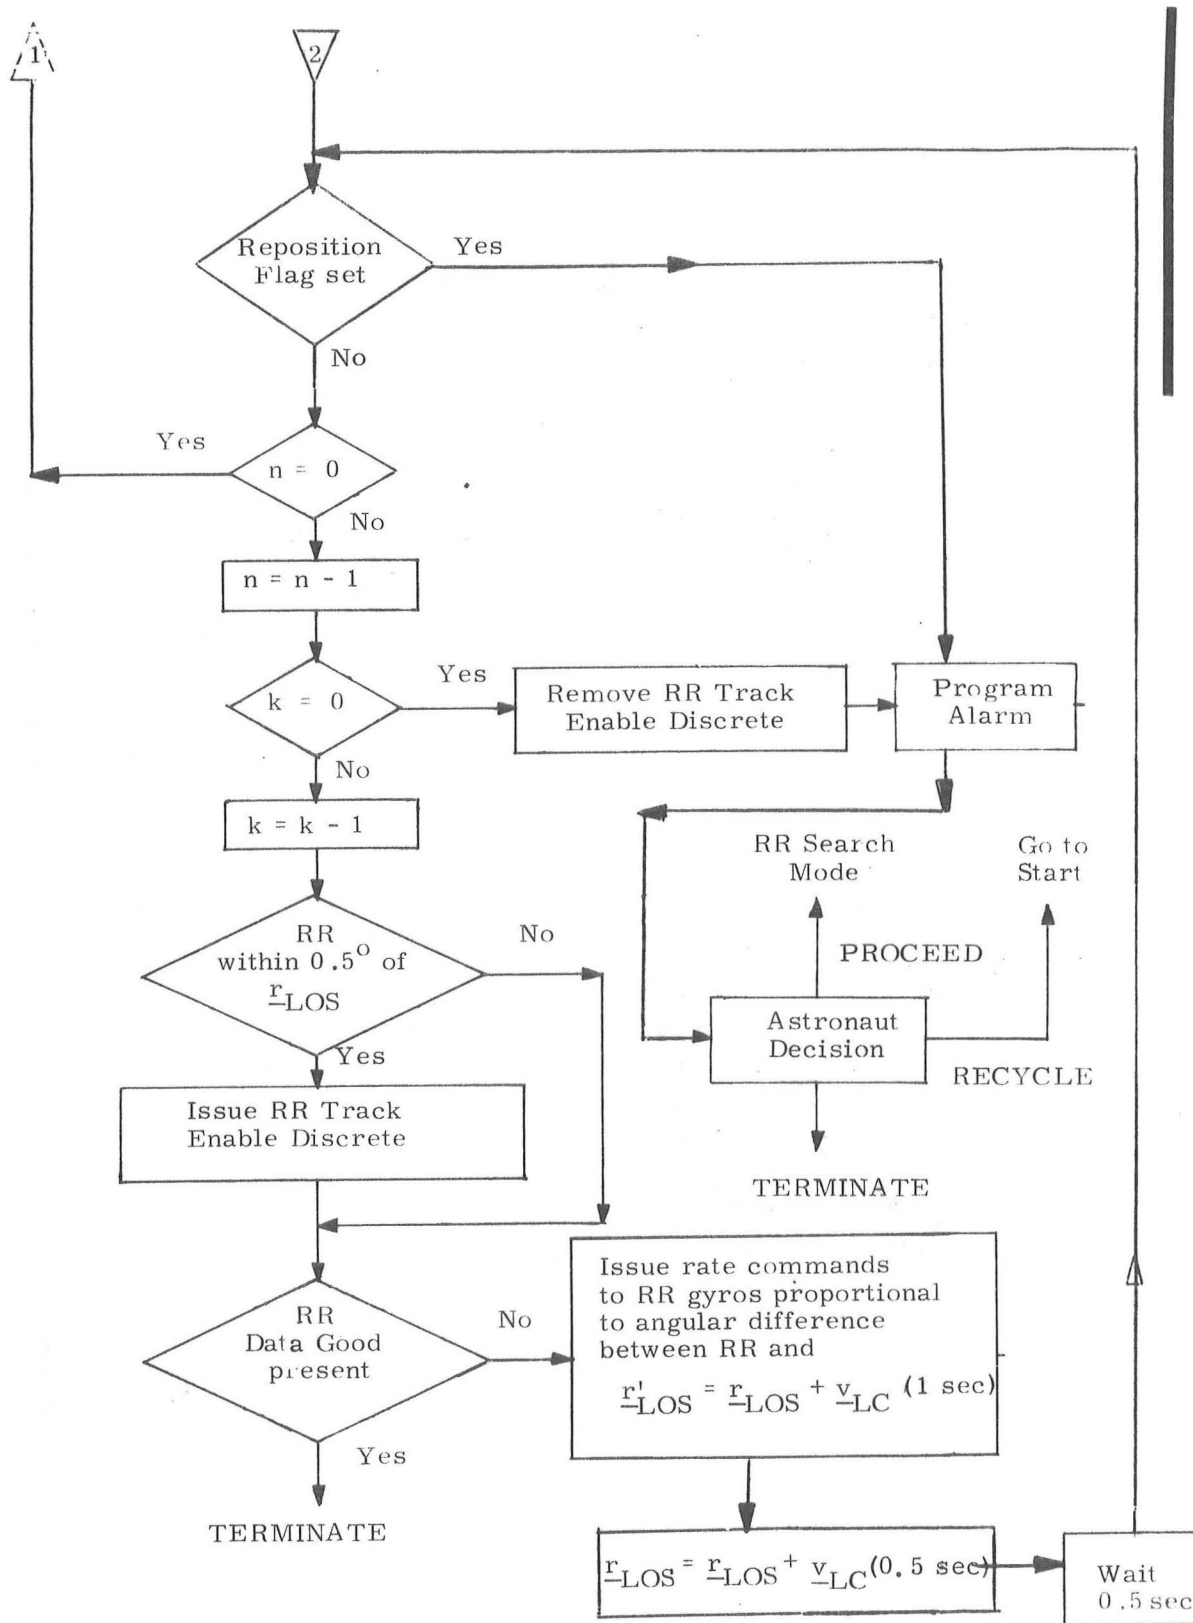 1
2
Reposition
Flag set
Yes
No
Yes
n = 0
No
n = n - 1
k = 0
Yes
Remove RR Track
Enable Discrete
Program
Alarm
No
k = k - 1
RR Search
Mode
Go to
Start
RR
within 0.5° of
r_LOS
No
PROCEED
Astronaut
Decision
RECYCLE
Yes
Issue RR Track
Enable Discrete
TERMINATE
RR
Data Good
present
No
Issue rate commands
to RR gyros proportional
to angular difference
between RR and
r'_LOS = r_LOS + v_LC (1 sec)
Yes
TERMINATE
r_LOS = r_LOS + v_LC (0.5 sec)
Wait
0.5 sec